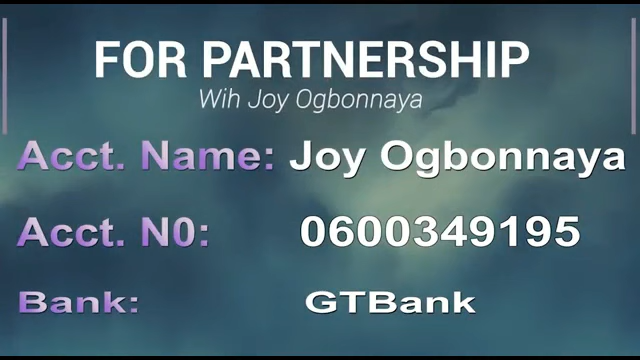 FOR PARTNERSHIP
Wih Joy Ogbonnaya
Acct. Name: Joy Ogbonnaya
Acct. N0: 0600349195
Bank: GTBank